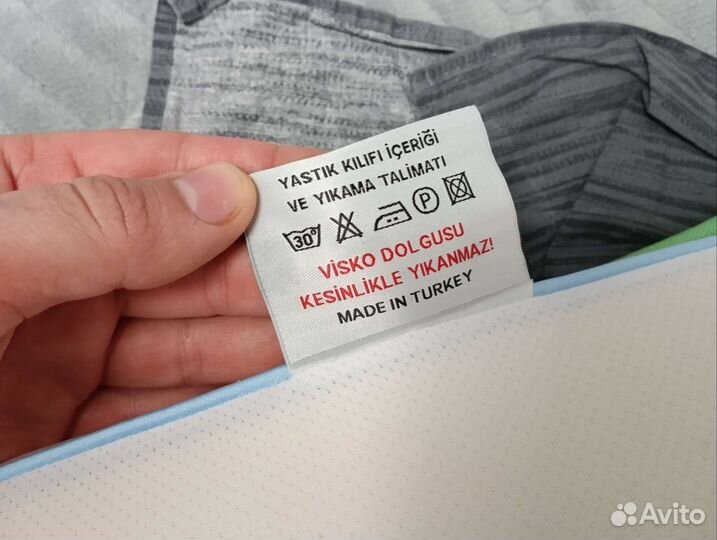 YASTIK KILIFI İÇERİĞİ
VE YIKAMA TALİMATI
30° P
VİSKO DOLGUSU
KESİNLİKLE YIKANMAZ!
MADE IN TURKEY
Avito